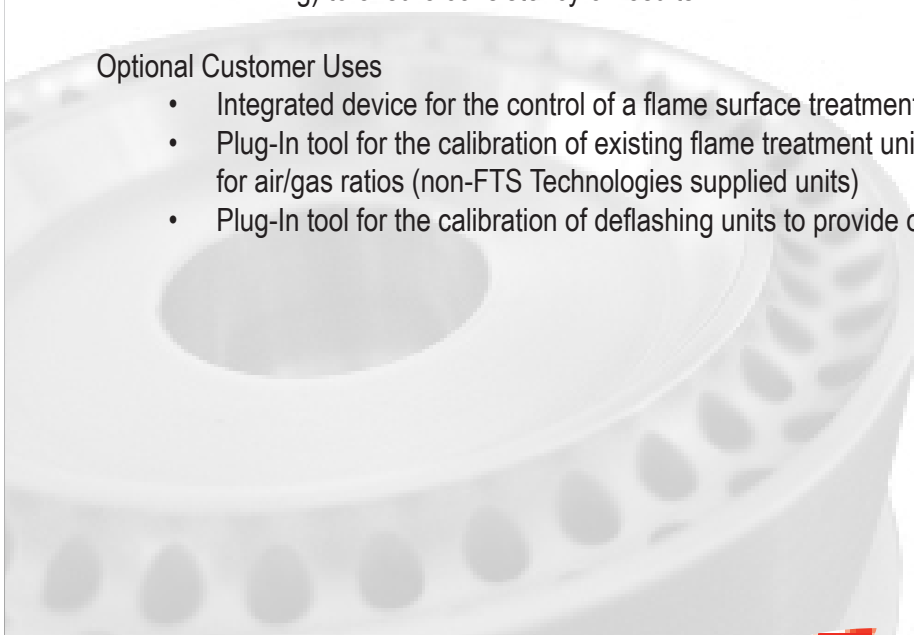 Optional Customer Uses
• Integrated device for the control of a flame surface treatment
• Plug-In tool for the calibration of existing flame treatment
for air/gas ratios (non-FTS Technologies supplied units)
• Plug-In tool for the calibration of deflashing units to provide